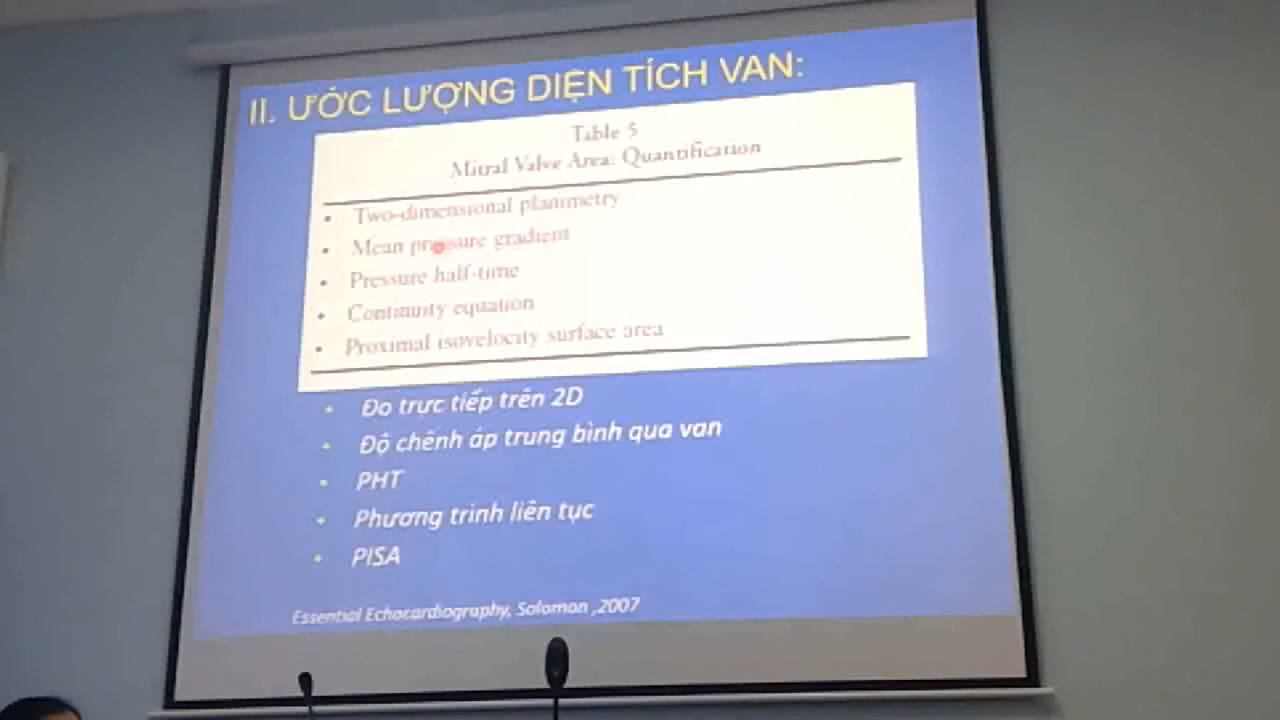 II. ƯỚC LƯỢNG DIỆN TÍCH VAN:
Table 5
Mitral Valve Area: Quantification
• Two-dimensional planimetry
• Mean pressure gradient
• Pressure half-time
• Continuity equation
• Proximal isovelocity surface area
• Đo trực tiếp trên 2D
• Độ chênh áp trung bình qua van
• PHT
• Phương trình liên tục
• PISA
Essential Echocardiography, Solomon ,2007